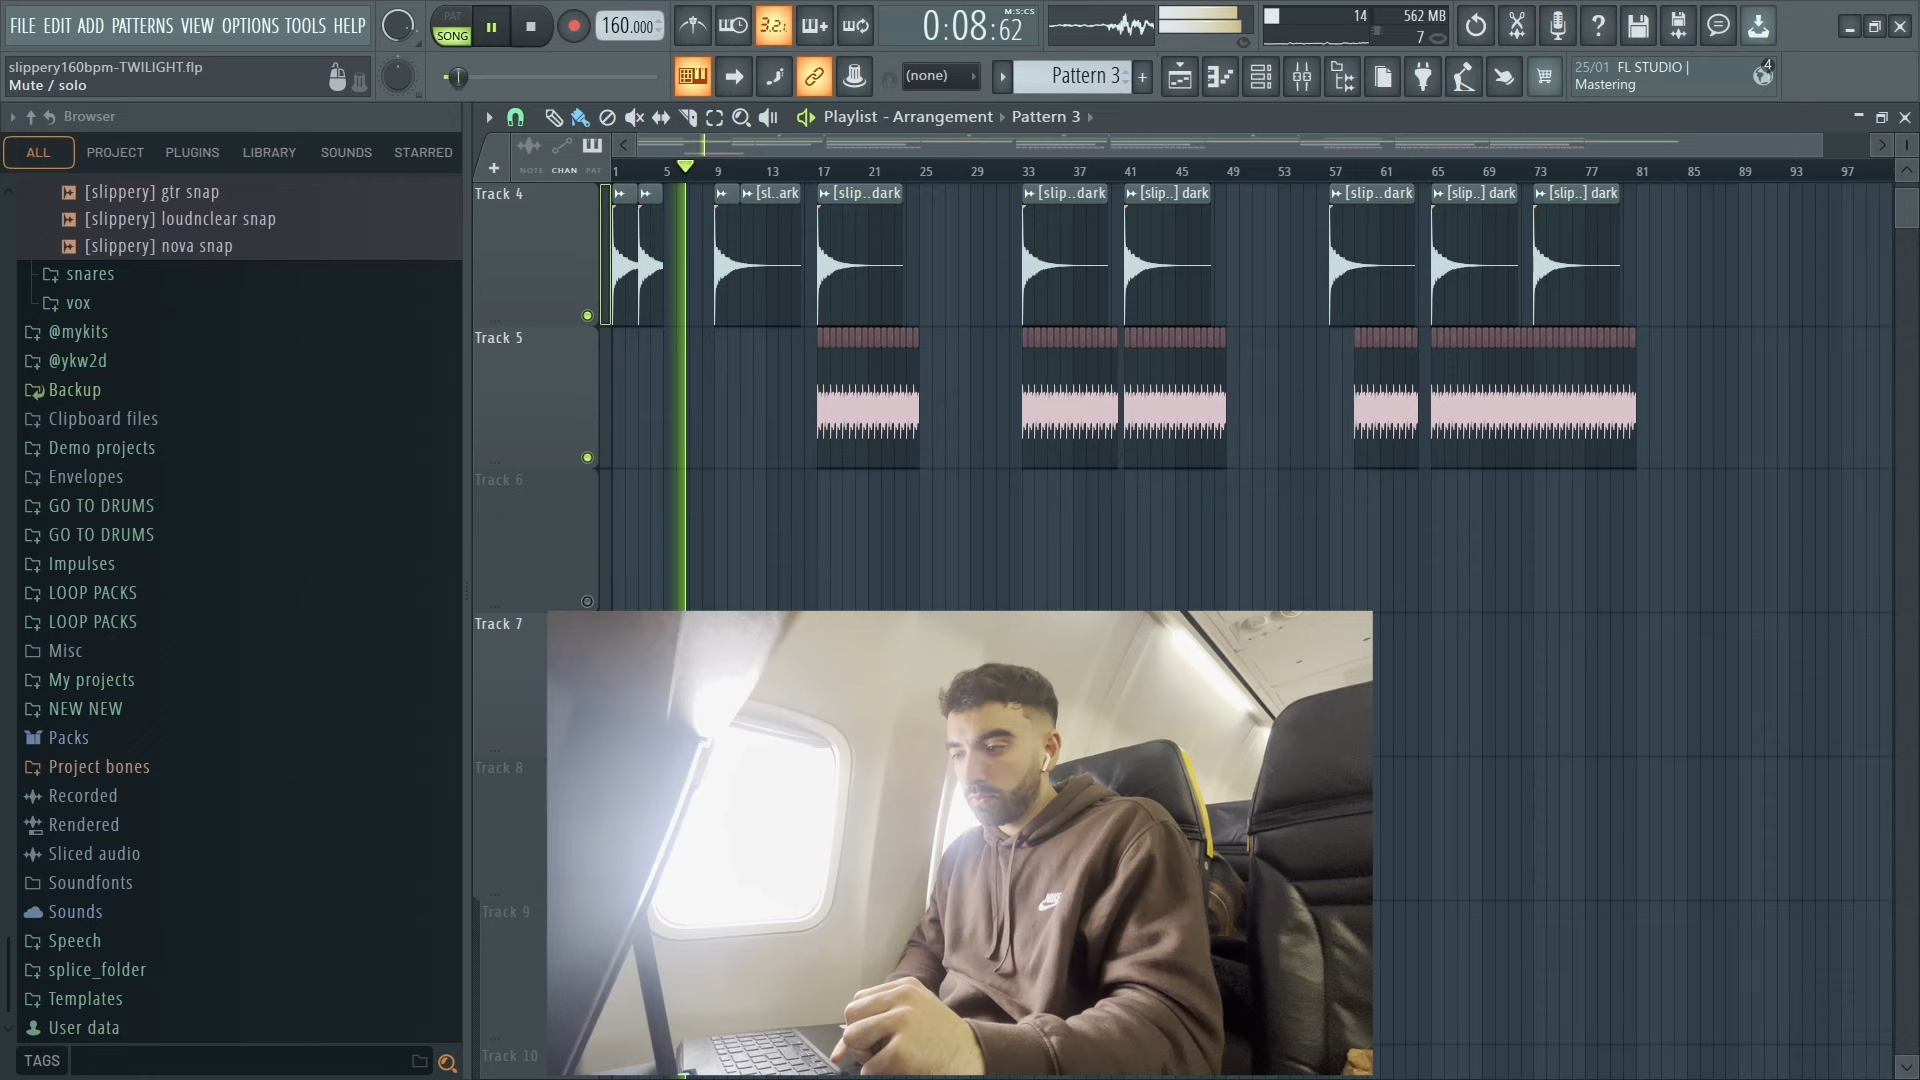 FILE EDIT ADD PATTERNS VIEW OPTIONS TOOLS HELP
PAT
SONG
160.000
3.2.
0:08:62
M:S:CS
14
562 MB
7
slippery160bpm-TWILIGHT.flp
Mute / solo
(none)
Pattern 3
25/01 FL STUDIO |
Mastering
4
Browser
ALL
PROJECT
PLUGINS
LIBRARY
SOUNDS
STARRED
[slippery] gtr snap
[slippery] loudnclear snap
[slippery] nova snap
snares
vox
@mykits
@ykw2d
Backup
Clipboard files
Demo projects
Envelopes
GO TO DRUMS
GO TO DRUMS
Impulses
LOOP PACKS
LOOP PACKS
Misc
My projects
NEW NEW
Packs
Project bones
Recorded
Rendered
Sliced audio
Soundfonts
Sounds
Speech
splice_folder
Templates
User data
TAGS
Playlist - Arrangement › Pattern 3 ›
NOTE CHAN PAT
1 5 9 13 17 21 25 29 33 37 41 45 49 53 57 61 65 69 73 77 81 85 89 93 97
Track 4
[sl..ark
[slip..dark
[slip..dark
[slip..] dark
[slip..dark
[slip..] dark
[slip..] dark
Track 5
Track 6
Track 7
Track 8
Track 9
Track 10
NIKE